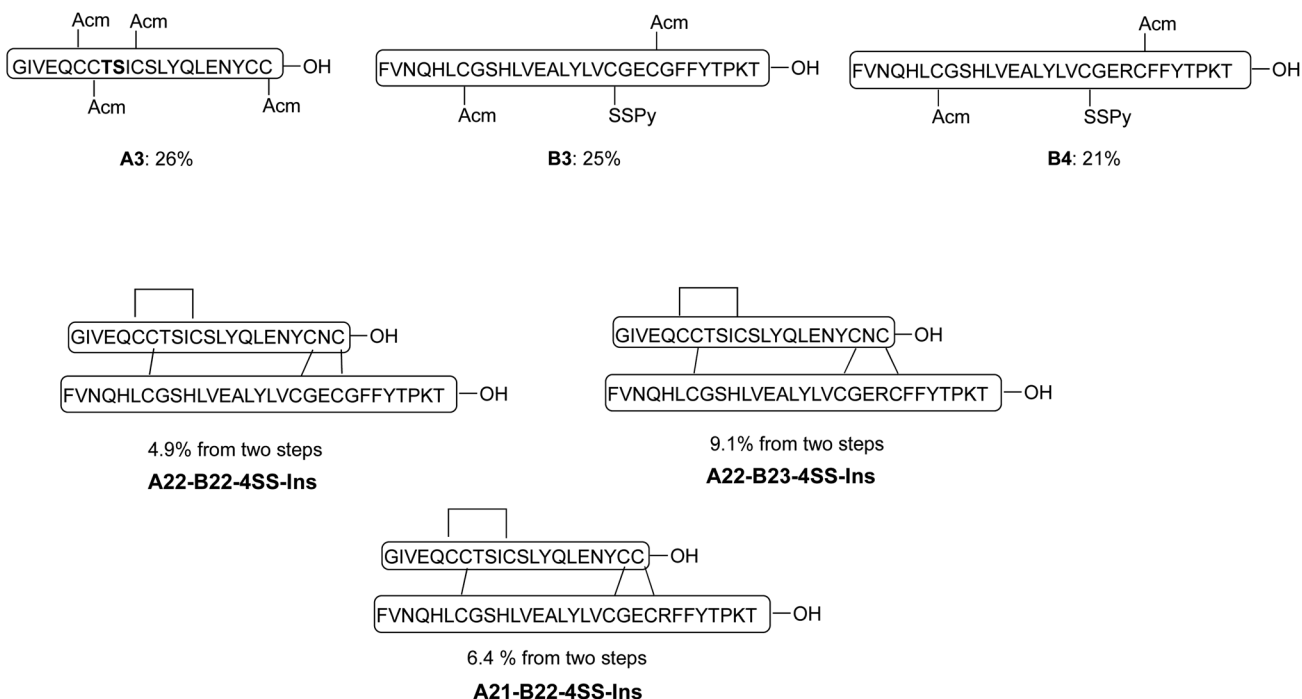 Acm Acm
GIVEQCCTSICSLYQLENYCC OH
Acm Acm
A3: 26%
Acm
FVNQHLCGSHLVEALYLVCGECGFFYTPKT OH
Acm SSPy
B3: 25%
Acm
FVNQHLCGSHLVEALYLVCGERCFFYTPKT OH
Acm SSPy
B4: 21%
GIVEQCCTSICSLYQLENYCNC OH
FVNQHLCGSHLVEALYLVCGECGFFYTPKT OH
4.9% from two steps
A22-B22-4SS-Ins
GIVEQCCTSICSLYQLENYCNC OH
FVNQHLCGSHLVEALYLVCGERCFFYTPKT OH
9.1% from two steps
A22-B23-4SS-Ins
GIVEQCCTSICSLYQLENYCC OH
FVNQHLCGSHLVEALYLVCGECRFFYTPKT OH
6.4 % from two steps
A21-B22-4SS-Ins